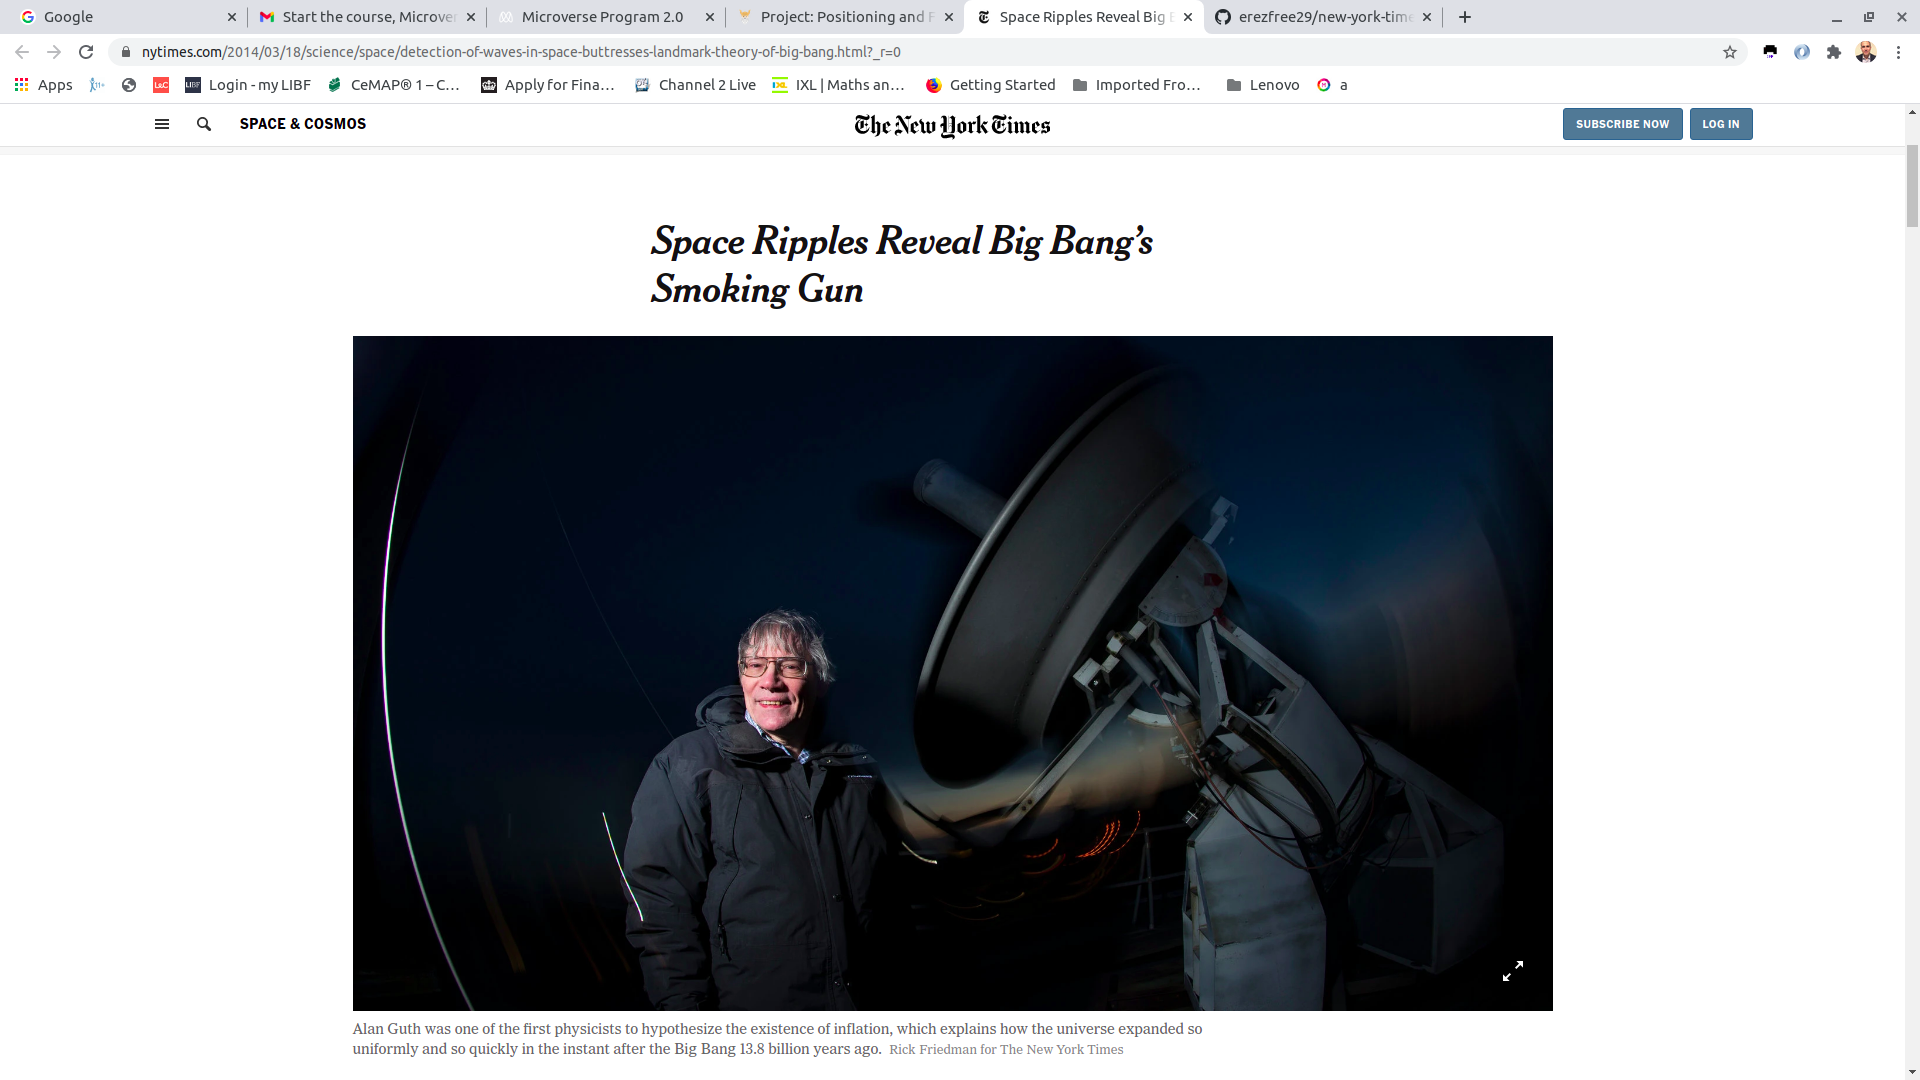 Google
Start the course, Microver
Microverse Program 2.0
Project: Positioning and F
Space Ripples Reveal Big B
erezfree29/new-york-time
nytimes.com/2014/03/18/science/space/detection-of-waves-in-space-buttresses-landmark-theory-of-big-bang.html?_r=0
Apps
11+
L&C
LIBF
Login - my LIBF
CeMAP® 1 – C...
Apply for Fina...
Channel 2 Live
IXL | Maths an...
Getting Started
Imported Fro...
Lenovo
a
SPACE & COSMOS
The New York Times
SUBSCRIBE NOW
LOG IN
Space Ripples Reveal Big Bang’s
Smoking Gun
Alan Guth was one of the first physicists to hypothesize the existence of inflation, which explains how the universe expanded so
uniformly and so quickly in the instant after the Big Bang 13.8 billion years ago. Rick Friedman for The New York Times